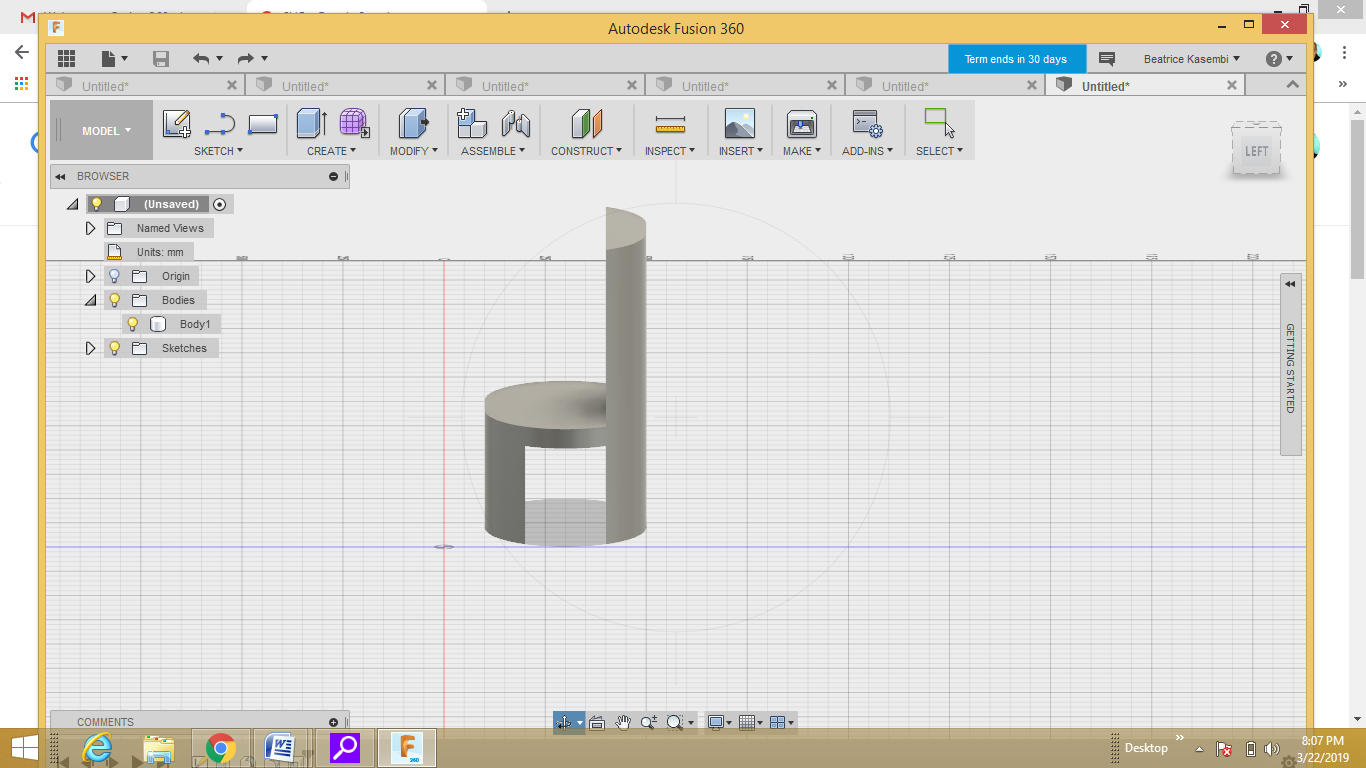 Autodesk Fusion 360
Term ends in 30 days
Beatrice Kasembi
Untitled*
Untitled*
Untitled*
Untitled*
Untitled*
Untitled*
MODEL
SKETCH
CREATE
MODIFY
ASSEMBLE
CONSTRUCT
INSPECT
INSERT
MAKE
ADD-INS
SELECT
LEFT
BROWSER
(Unsaved)
Named Views
Units: mm
Origin
Bodies
Body1
Sketches
GETTING STARTED
COMMENTS
Desktop
8:07 PM
3/22/2019